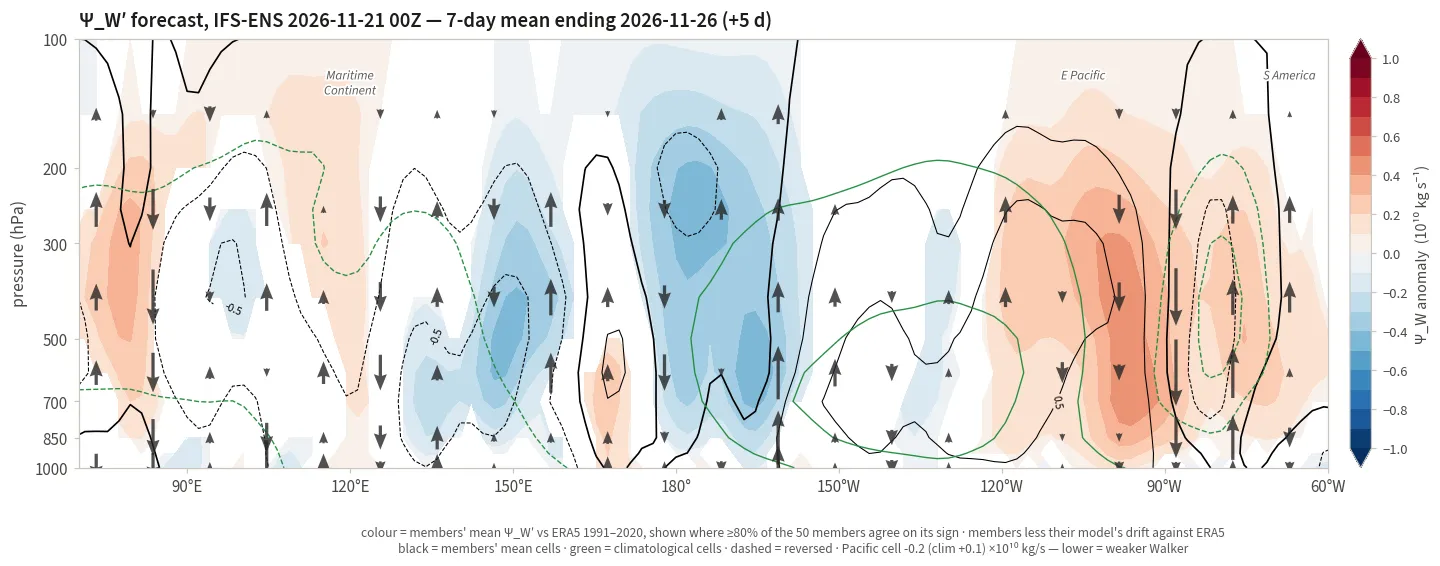 Ψ_W′ forecast, IFS-ENS 2026-11-21 00Z — 7-day mean ending 2026-11-26 (+5 d)
100
200
300
400
500
700
850
1000
pressure (hPa)
Maritime
Continent
E Pacific
S America
-0.5
-0.5
0.5
90°E
120°E
150°E
180°
150°W
120°W
90°W
60°W
1.0
0.8
0.6
0.4
0.2
0.0
−0.2
−0.4
−0.6
−0.8
−1.0
Ψ_W anomaly (10¹⁰ kg s⁻¹)
colour = members' mean Ψ_W′ vs ERA5 1991–2020, shown where ≥80% of the 50 members agree on its sign · members less their model's drift against ERA5
black = members' mean cells · green = climatological cells · dashed = reversed · Pacific cell -0.2 (clim +0.1) ×10¹⁰ kg/s — lower = weaker Walker